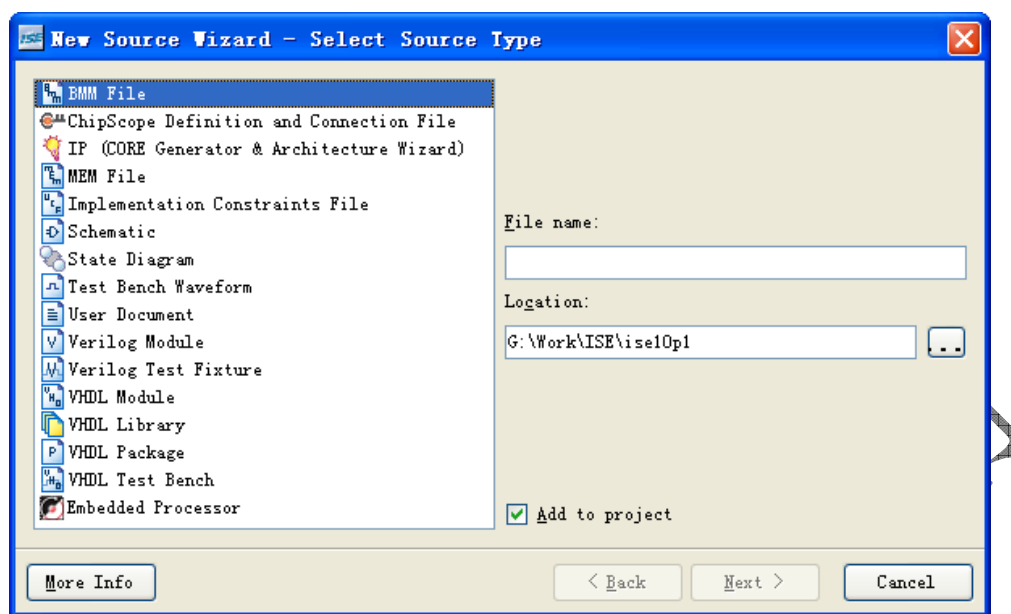 New Source Wizard - Select Source Type
BMM File
ChipScope Definition and Connection File
IP (CORE Generator & Architecture Wizard)
MEM File
Implementation Constraints File
Schematic
State Diagram
Test Bench Waveform
User Document
Verilog Module
Verilog Test Fixture
VHDL Module
VHDL Library
VHDL Package
VHDL Test Bench
Embedded Processor
File name:
Location:
G:\Work\ISE\ise10p1
...
Add to project
More Info
< Back
Next >
Cancel